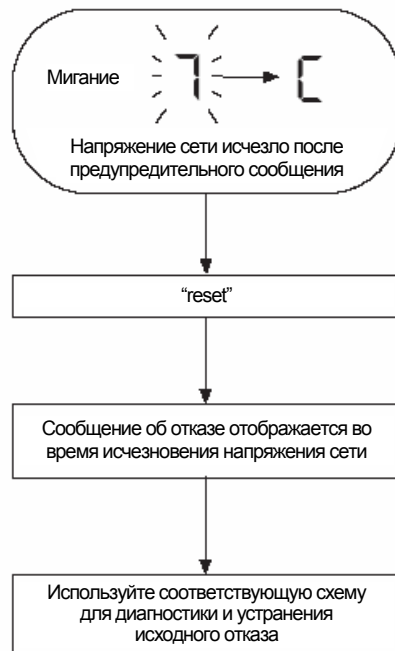 Мигание 7 C
Напряжение сети исчезло после
предупредительного сообщения
“reset”
Сообщение об отказе отображается во
время исчезновения напряжения сети
Используйте соответствующую схему
для диагностики и устранения
исходного отказа